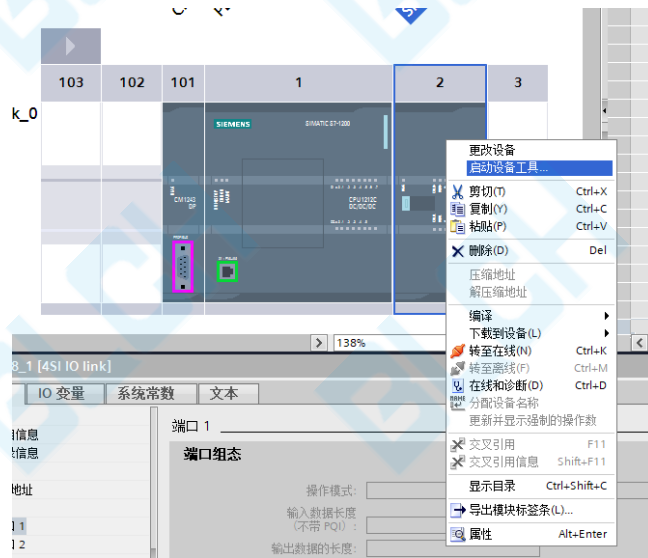 103 102 101 1 2 3
k_0
SIEMENS
SIMATIC S7-1200
CM1243
DP
CPU1212C
DC/DC/DC
更改设备
启动设备工具...
剪切(T) Ctrl+X
复制(Y) Ctrl+C
粘贴(P) Ctrl+V
删除(D) Del
压缩地址
解压缩地址
编译
下载到设备(L)
转至在线(N) Ctrl+K
转至离线(F) Ctrl+M
在线和诊断(D) Ctrl+D
分配设备名称
更新并显示强制的操作数
交叉引用 F11
交叉引用信息 Shift+F11
显示目录 Ctrl+Shift+C
导出模块标签条(L)...
属性 Alt+Enter
138%
8_1 [4SI IO link]
IO 变量 系统常数 文本
信息
信息
地址
1
2
端口 1
端口组态
操作模式:
输入数据长度
(不带 PQI) :
输出数据的长度:
BLCH